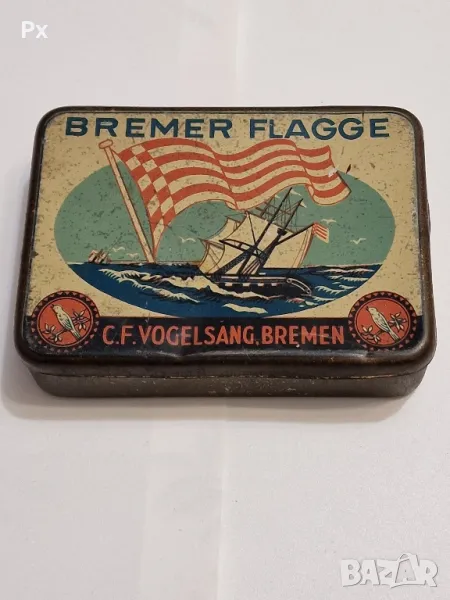 Px
BREMER FLAGGE
C.F. VOGELSANG, BREMEN
BAZAR